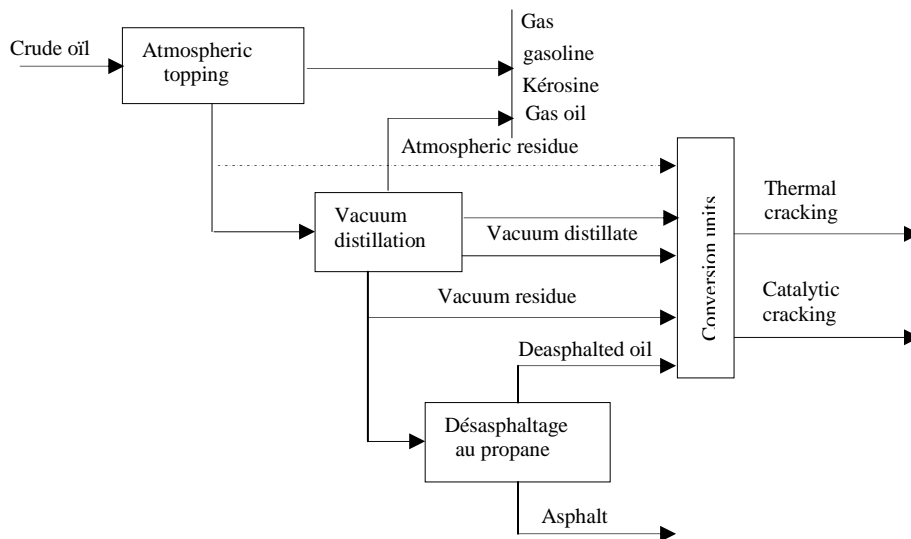 Gas
Crude oïl
Atmospheric
topping
gasoline
Kérosine
Gas oil
Atmospheric residue
Thermal
cracking
Vacuum
distillation
Vacuum distillate
Conversion units
Vacuum residue
Catalytic
cracking
Deasphalted oil
Désasphaltage
au propane
Asphalt